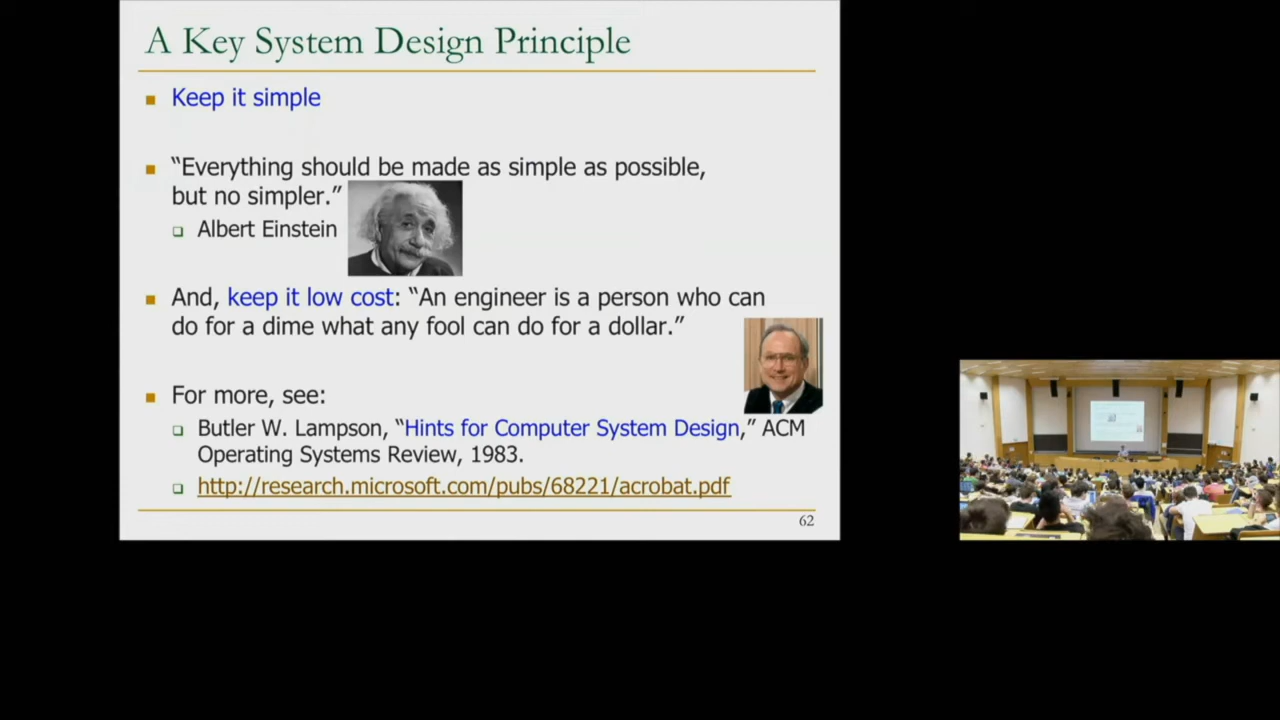 A Key System Design Principle
Keep it simple
“Everything should be made as simple as possible,
but no simpler.”
Albert Einstein
And, keep it low cost: “An engineer is a person who can
do for a dime what any fool can do for a dollar.”
For more, see:
Butler W. Lampson, “Hints for Computer System Design,” ACM
Operating Systems Review, 1983.
http://research.microsoft.com/pubs/68221/acrobat.pdf
62